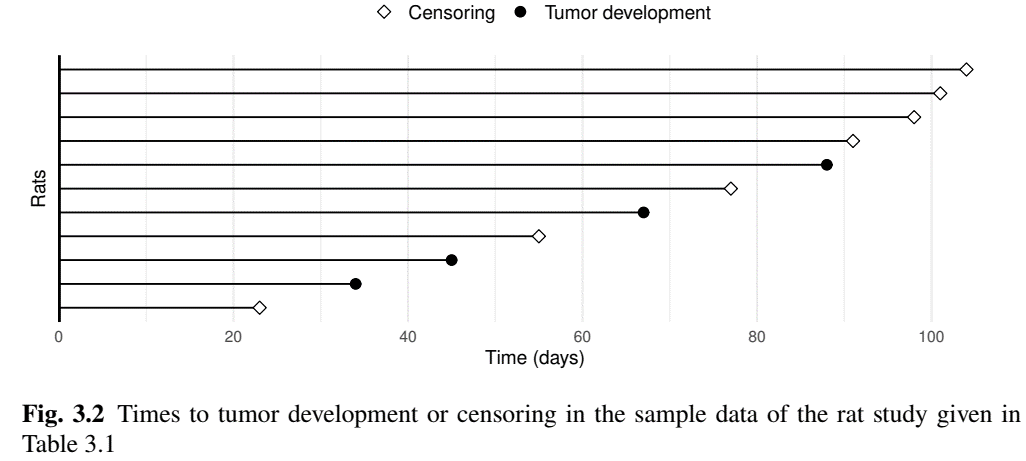 Censoring Tumor development
Rats
0 20 40 60 80 100
Time (days)
Fig. 3.2 Times to tumor development or censoring in the sample data of the rat study given in
Table 3.1